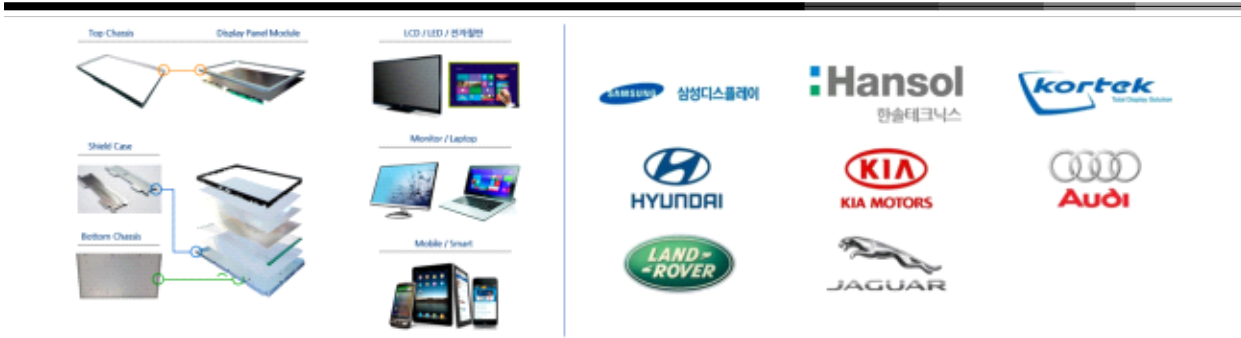 Top Chassis
Display Panel Module
Shield Case
Bottom Chassis
LCD / LED / 전자칠판
Monitor / Laptop
Mobile / Smart
SAMSUNG 삼성디스플레이
Hansol
한솔테크닉스
kortek
Total Display Solution
HYUNDAI
KIA
KIA MOTORS
Audi
LAND-
-ROVER
JAGUAR